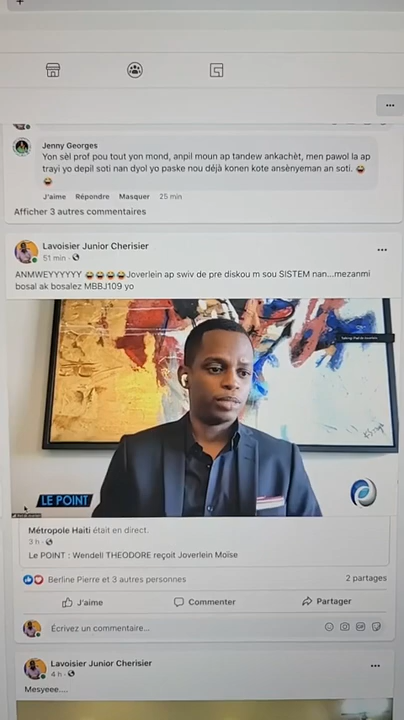 Jenny Georges
Yon sèl prof pou tout yon mond, anpil moun ap tandew ankachèt, men pawol la ap
trayi yo depil soti nan dyol yo paske nou déjà konen kote ansènyeman an soti. 😂
😂
J'aime Répondre Masquer 25 min
Afficher 3 autres commentaires
Lavoisier Junior Cherisier
51 min ·
ANMWEYYYYYY 😂😂😂😂Joverlein ap swiv de pre diskou m sou SISTEM nan...mezanmi
bosal ak bosalez MBBJ109 yo
LE POINT
Métropole Haiti était en direct.
3 h ·
Le POINT : Wendell THEODORE reçoit Joverlein Moïse
Berline Pierre et 3 autres personnes
2 partages
J'aime Commenter Partager
Écrivez un commentaire...
Lavoisier Junior Cherisier
4 h ·
Mesyeee....